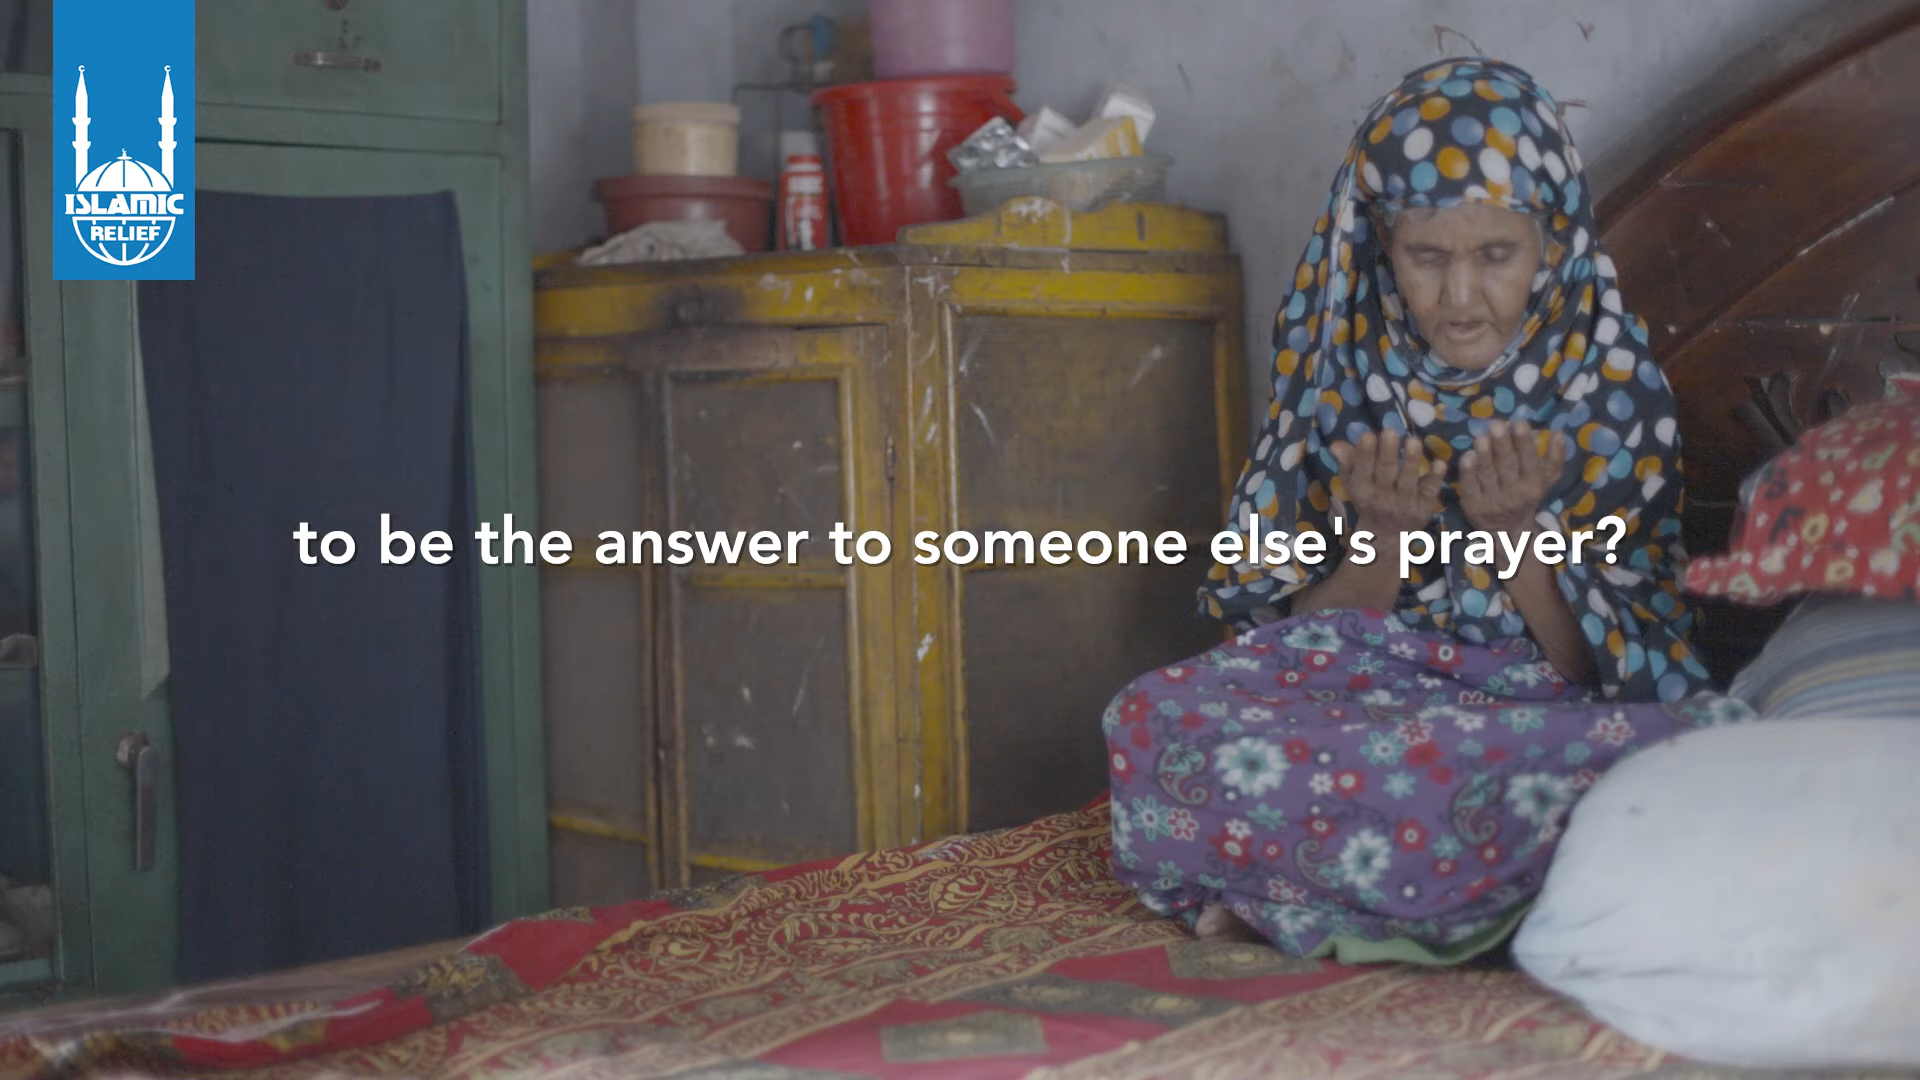 ISLAMIC
RELIEF
to be the answer to someone else's prayer?